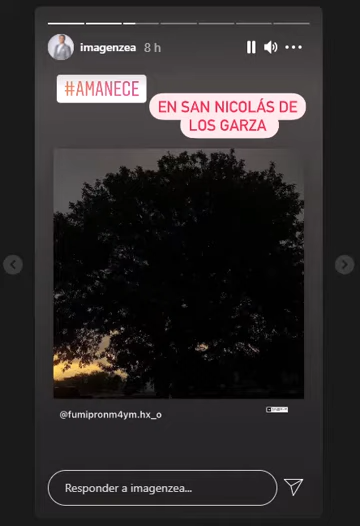 imagenzea 8 h
#AMANECE
EN SAN NICOLÁS DE
LOS GARZA
@fumipronm4ym.hx_o
Responder a imagenzea...